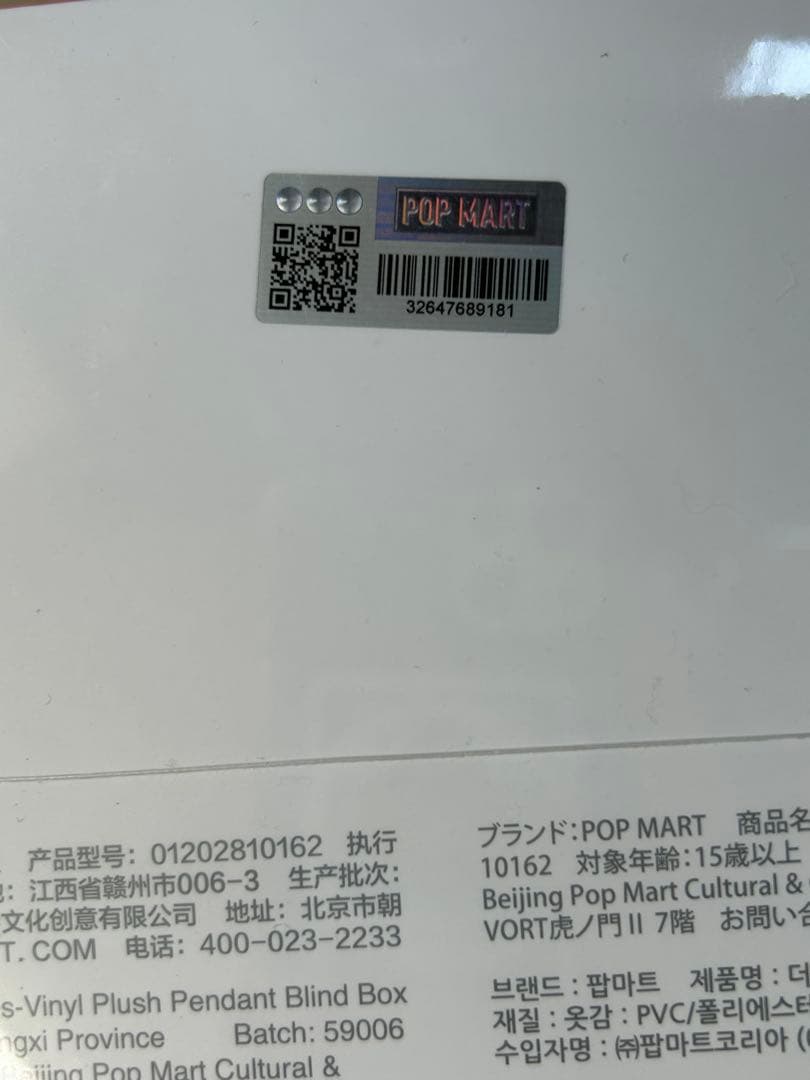 POP MART
32647689181
产品型号: 01202810162 执行
江西省赣州市006-3 生产批次:
文化创意有限公司 地址: 北京市朝
T. COM 电话: 400-023-2233
s-Vinyl Plush Pendant Blind Box
ngxi Province Batch: 59006
Beijing Pop Mart Cultural &
ブランド:POP MART 商品名
10162 対象年齢:15歳以上
Beijing Pop Mart Cultural &
VORT虎ノ門Ⅱ 7階 お問い合
브랜드 : 팝마트 제품명 : 더
재질 : 옷감 : PVC/폴리에스터
수입자명 : ㈜팝마트코리아